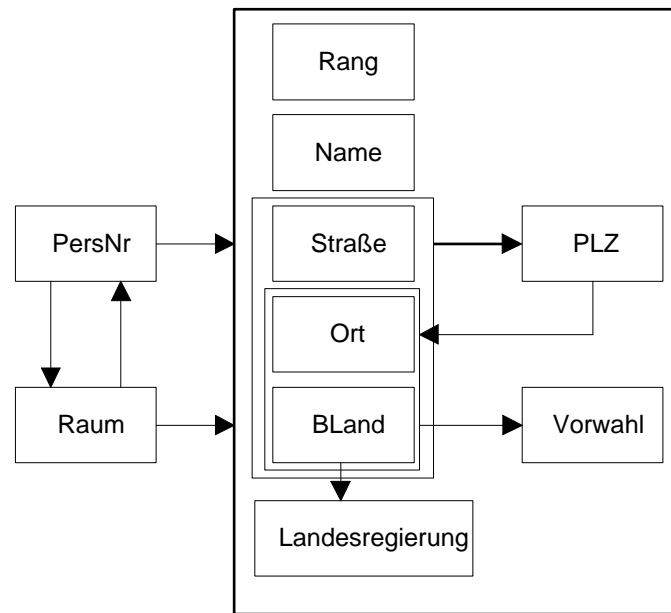 Rang
Name
PersNr
Straße
PLZ
Ort
Raum
BLand
Vorwahl
Landesregierung